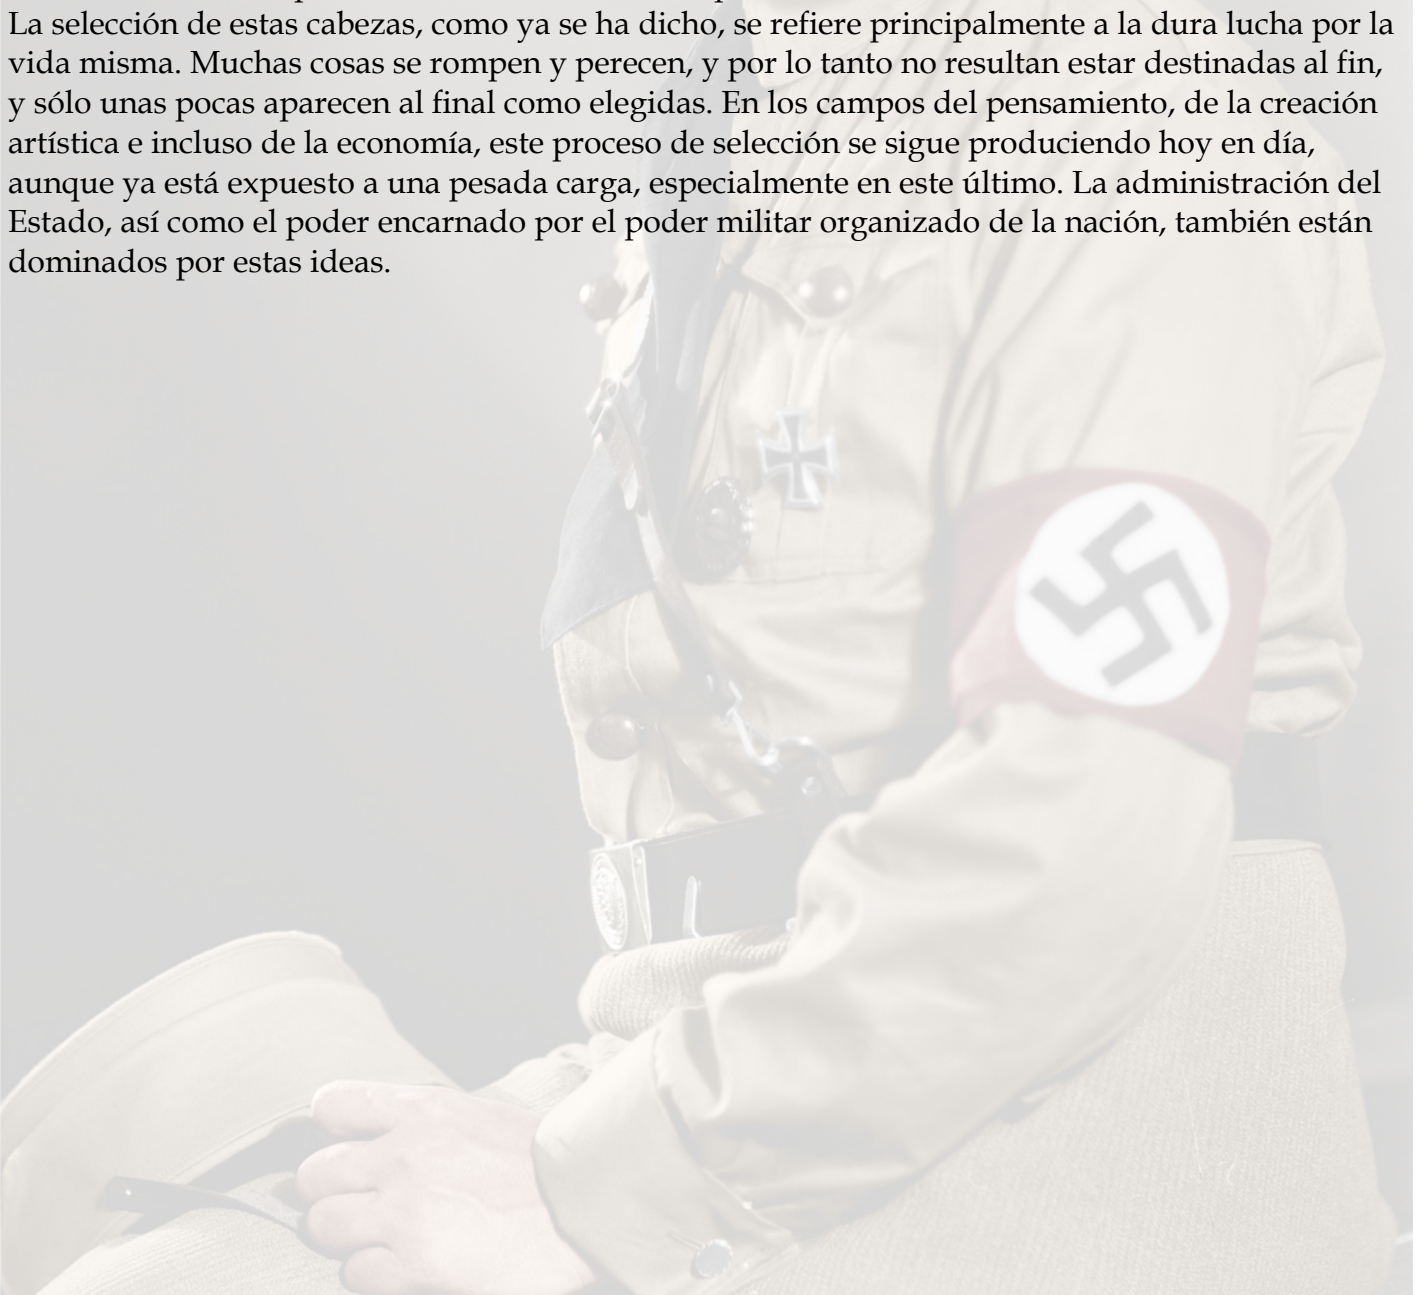 La selección de estas cabezas, como ya se ha dicho, se refiere principalmente a la dura lucha por la
vida misma. Muchas cosas se rompen y perecen, y por lo tanto no resultan estar destinadas al fin,
y sólo unas pocas aparecen al final como elegidas. En los campos del pensamiento, de la creación
artística e incluso de la economía, este proceso de selección se sigue produciendo hoy en día,
aunque ya está expuesto a una pesada carga, especialmente en este último. La administración del
Estado, así como el poder encarnado por el poder militar organizado de la nación, también están
dominados por estas ideas.